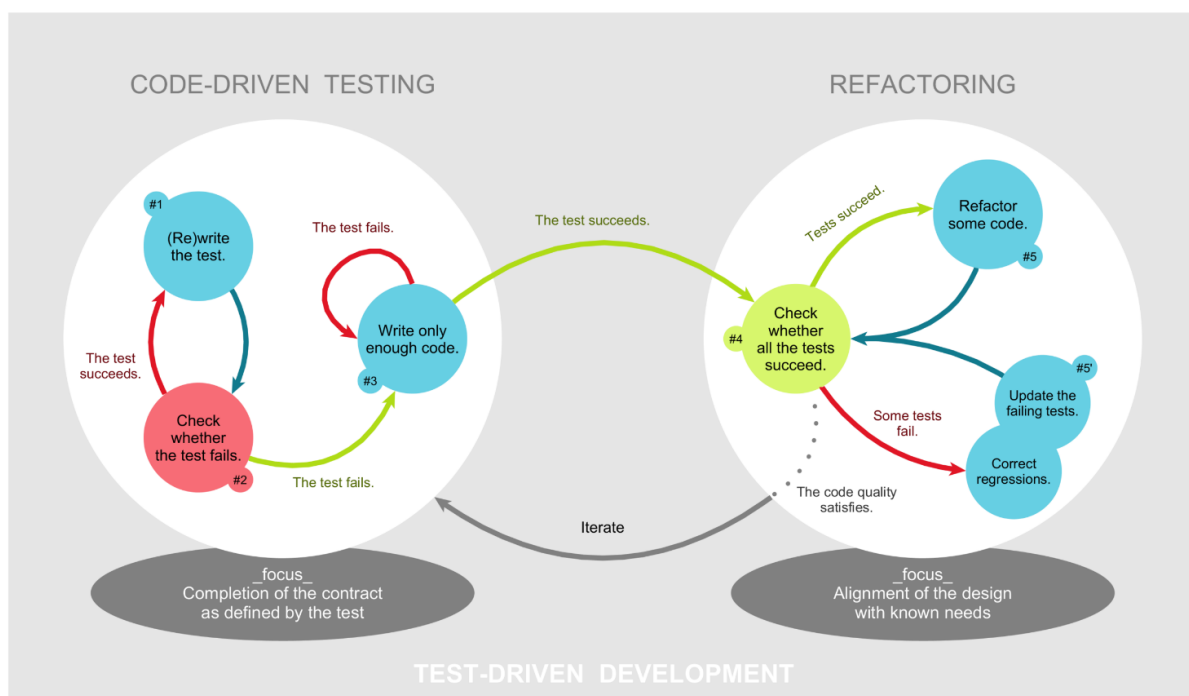 CODE-DRIVEN TESTING
#1
(Re)write
the test.
The test
succeeds.
Check
whether
the test fails.
#2
The test fails.
The test fails.
Write only
enough code.
#3
The test succeeds.
REFACTORING
Tests succeed.
Refactor
some code.
#5
#4
Check
whether
all the tests
succeed.
#5'
Update the
failing tests.
Some tests
fail.
Correct
regressions.
The code quality
satisfies.
Iterate
_focus_
Completion of the contract
as defined by the test
_focus_
Alignment of the design
with known needs
TEST-DRIVEN DEVELOPMENT